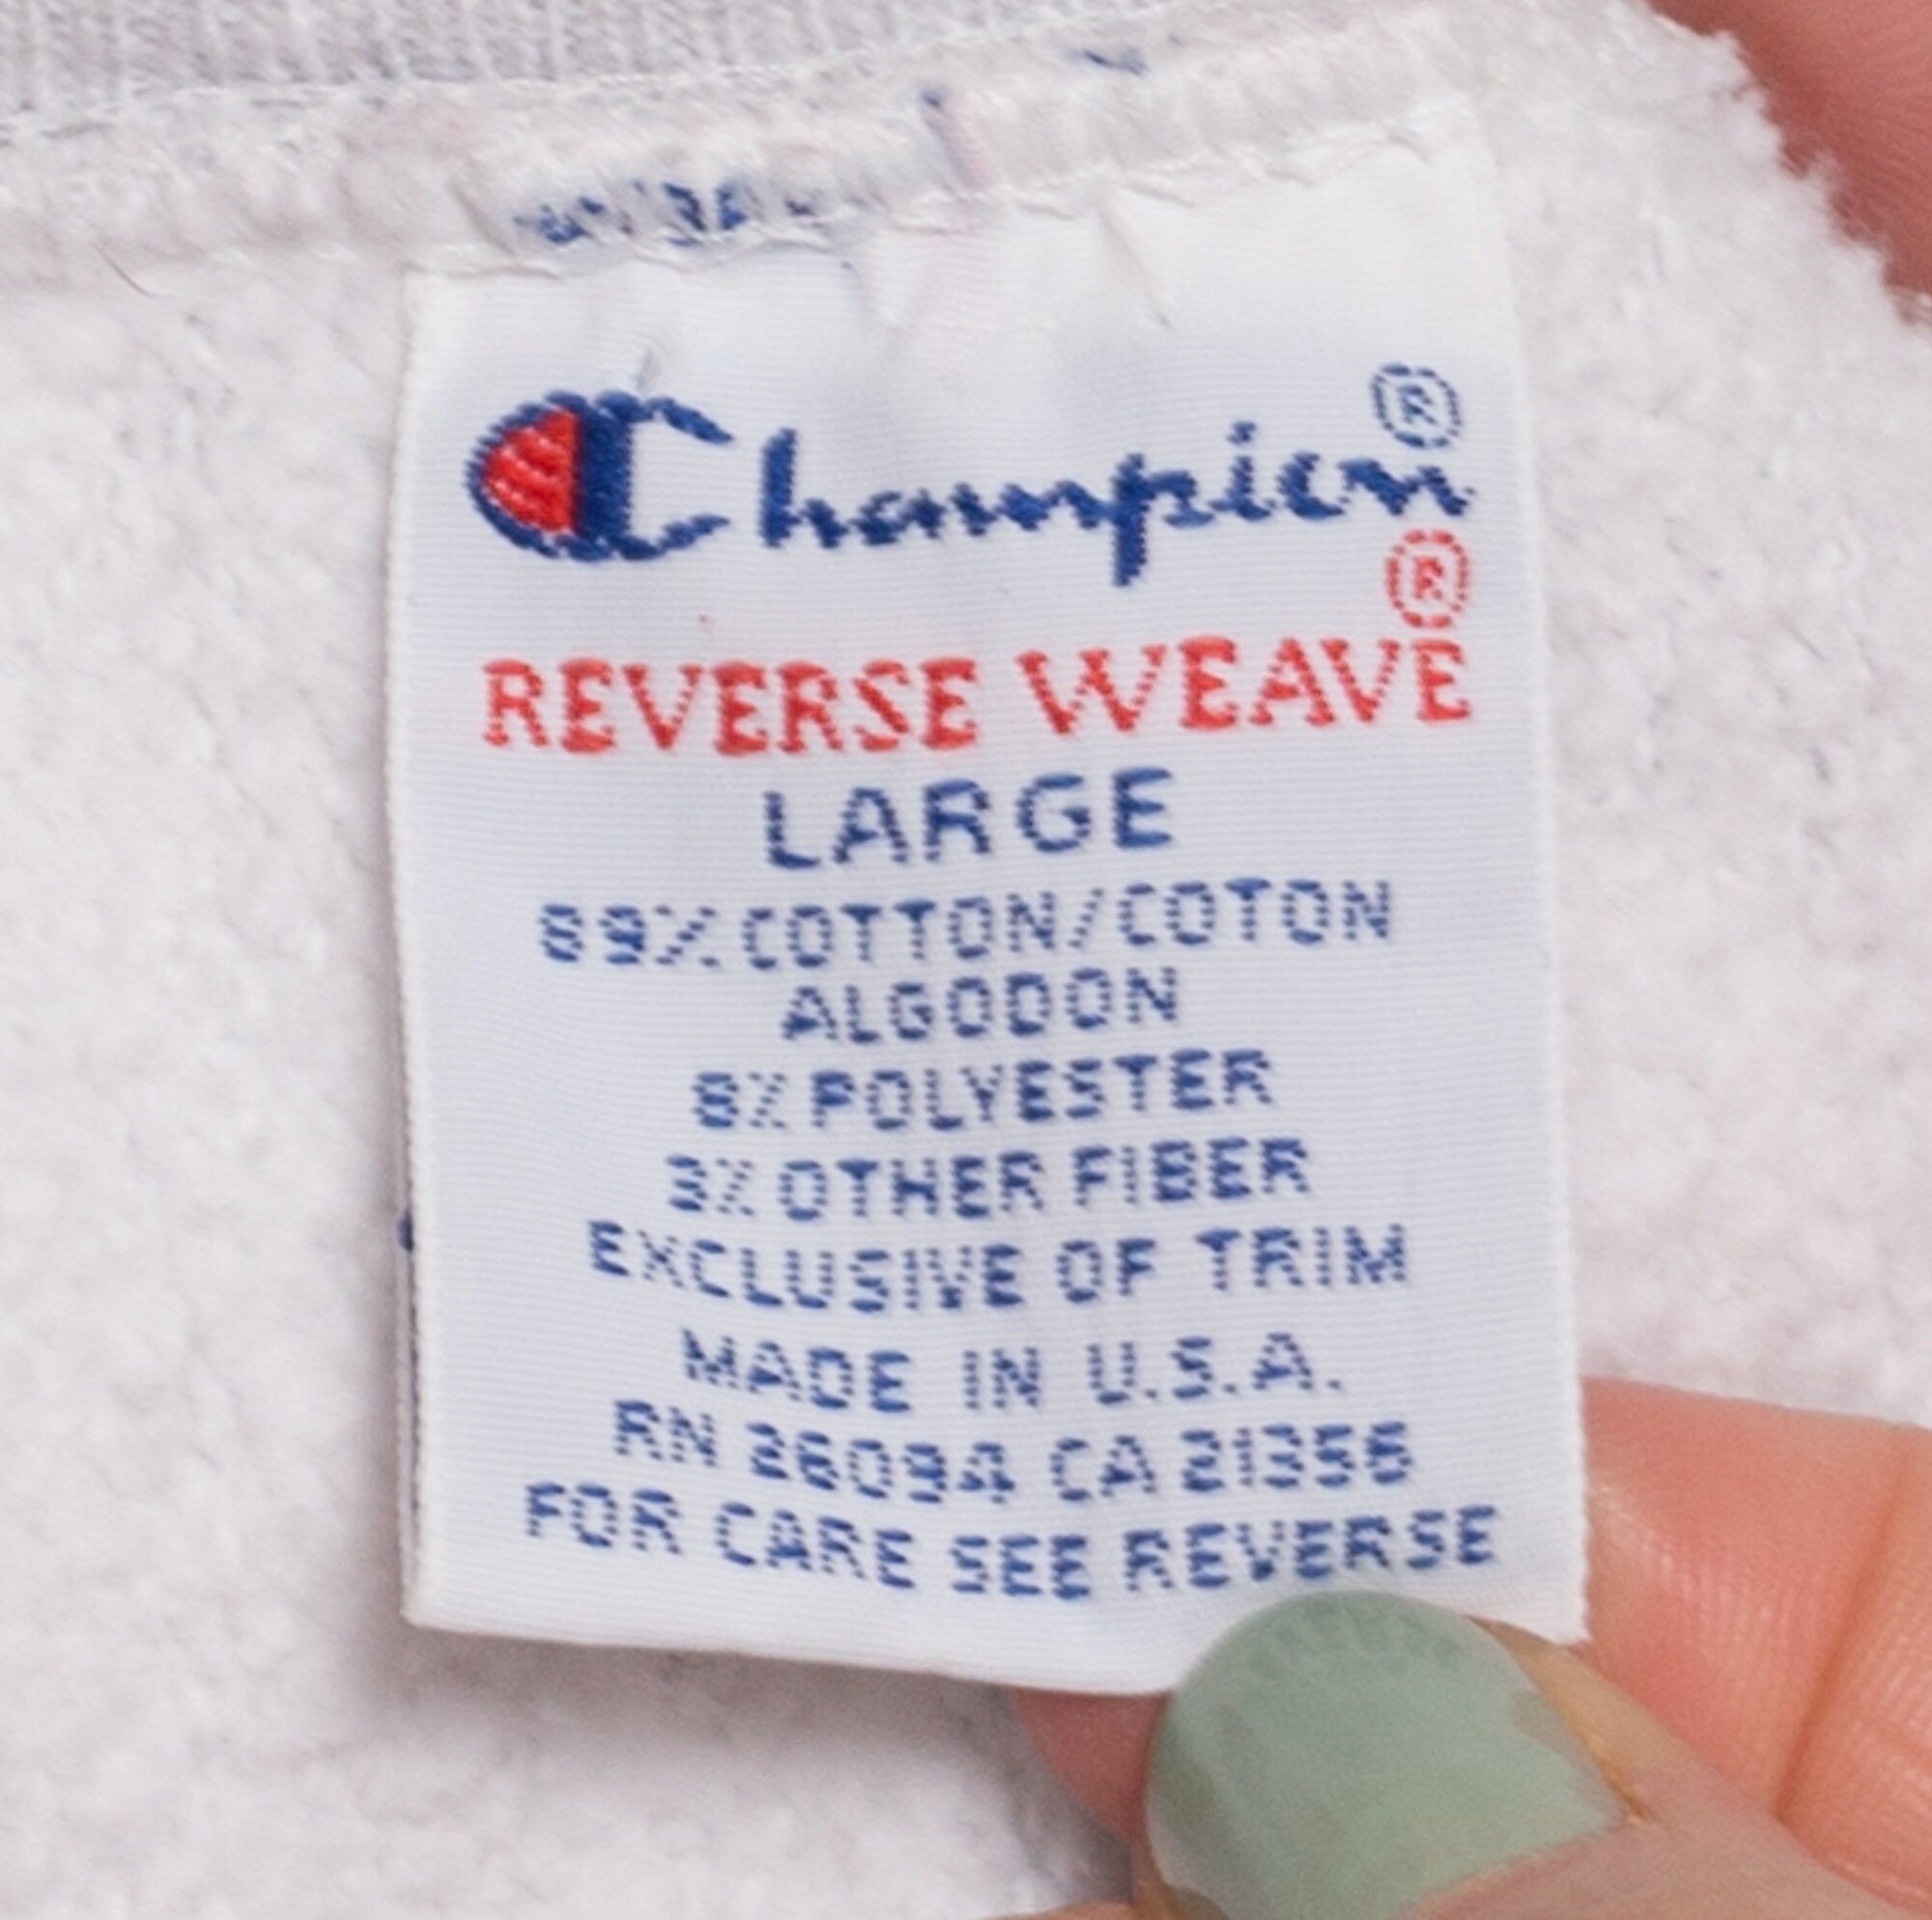 Champion®
REVERSE WEAVE®
LARGE
89% COTTON/COTON
ALGODON
8% POLYESTER
3% OTHER FIBER
EXCLUSIVE OF TRIM
MADE IN U.S.A.
RN 26094 CA 21356
FOR CARE SEE REVERSE